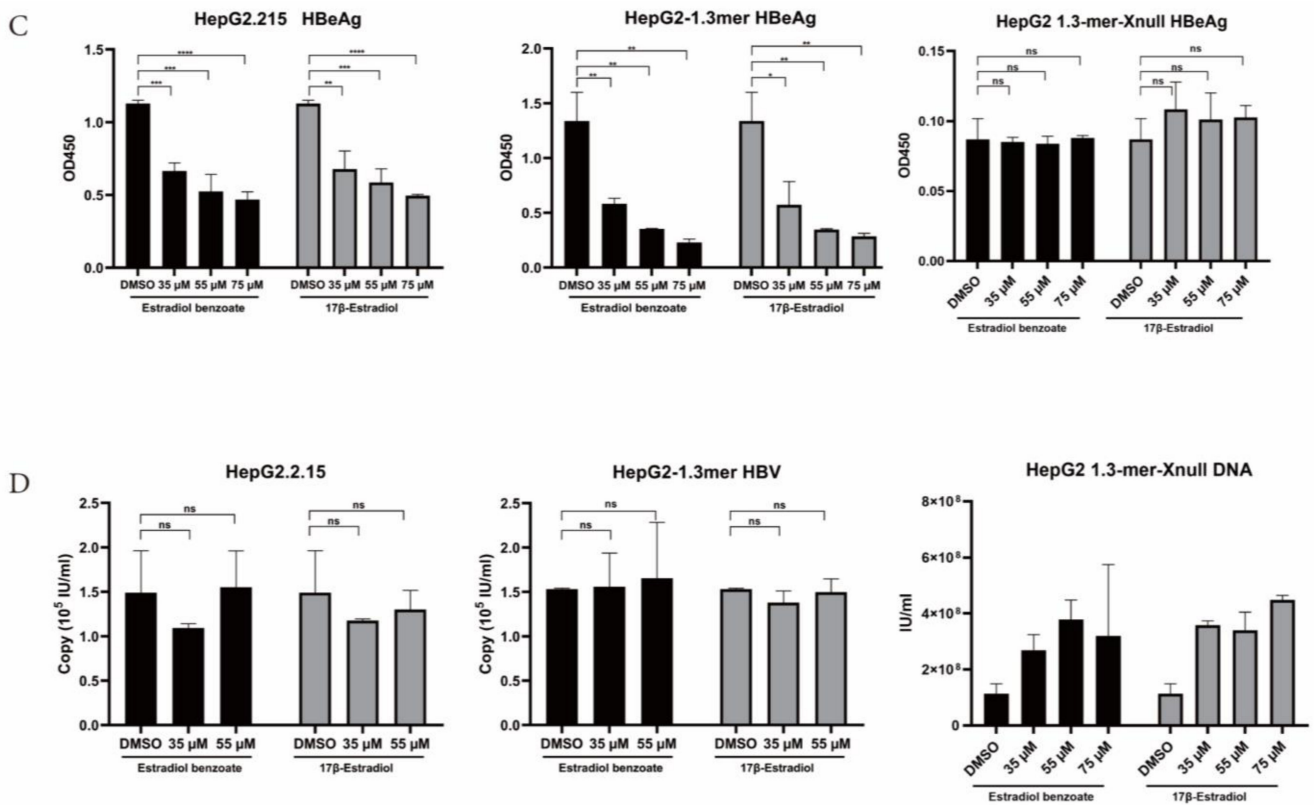 C
HepG2.215 HBeAg
OD450
1.5
1.0
0.5
0.0
****
***
***
****
***
**
DMSO 35 µM 55 µM 75 µM DMSO 35 µM 55 µM 75 µM
Estradiol benzoate 17β-Estradiol
HepG2-1.3mer HBeAg
OD450
2.0
1.5
1.0
0.5
0.0
**
**
**
**
**
*
DMSO 35 µM 55 µM 75 µM DMSO 35 µM 55 µM 75 µM
Estradiol benzoate 17β-Estradiol
HepG2 1.3-mer-Xnull HBeAg
OD450
0.15
0.10
0.05
0.00
ns
ns
ns
ns
ns
ns
DMSO 35 µM 55 µM 75 µM DMSO 35 µM 55 µM 75 µM
Estradiol benzoate 17β-Estradiol
D
HepG2.2.15
Copy (10⁵ IU/ml)
2.5
2.0
1.5
1.0
0.5
0.0
ns
ns
ns
ns
DMSO 35 µM 55 µM DMSO 35 µM 55 µM
Estradiol benzoate 17β-Estradiol
HepG2-1.3mer HBV
Copy (10⁵ IU/ml)
2.5
2.0
1.5
1.0
0.5
0.0
ns
ns
ns
ns
DMSO 35 µM 55 µM DMSO 35 µM 55 µM
Estradiol benzoate 17β-Estradiol
HepG2 1.3-mer-Xnull DNA
IU/ml
8×10⁸
6×10⁸
4×10⁸
2×10⁸
0
DMSO 35 µM 55 µM 75 µM DMSO 35 µM 55 µM 75 µM
Estradiol benzoate 17β-Estradiol